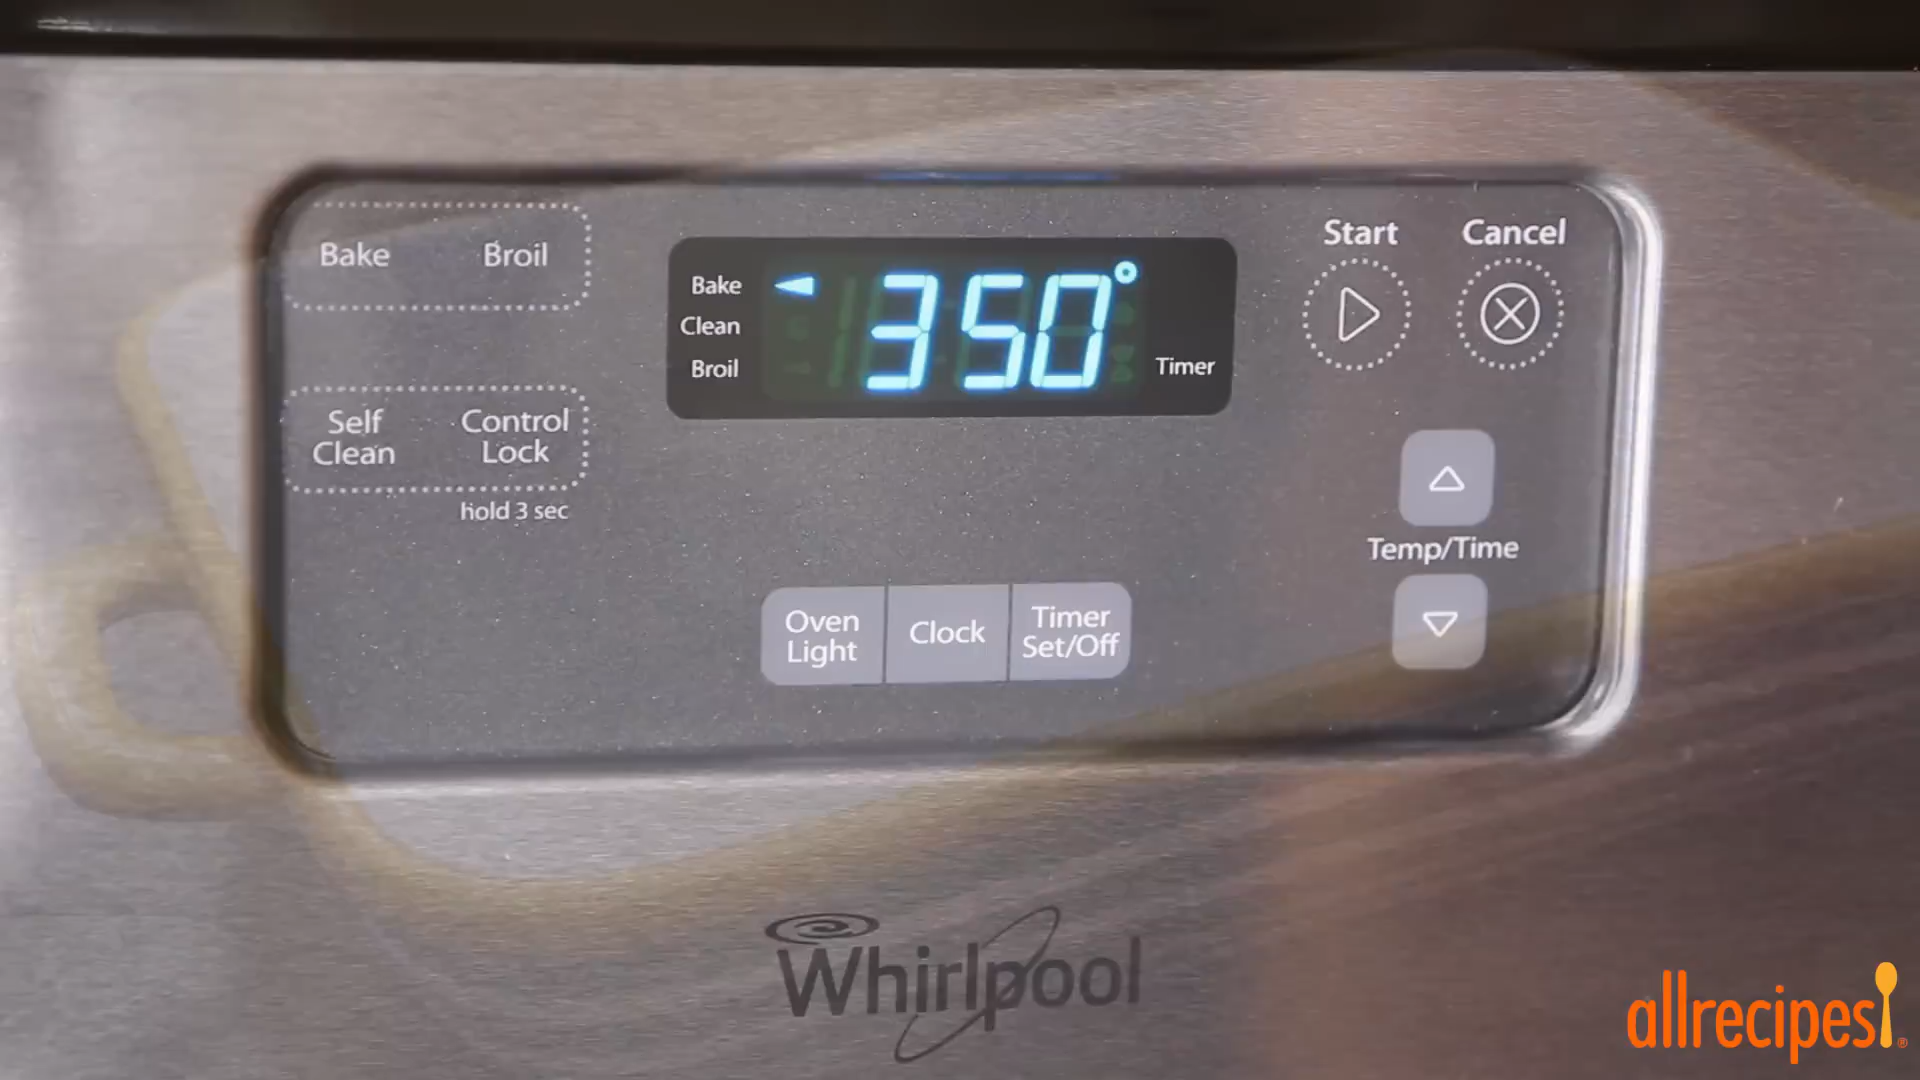 Bake Broil
Self Clean
Control Lock
hold 3 sec
Bake
Clean
Broil
350°
Timer
Start Cancel
Temp/Time
Oven Light
Clock
Timer Set/Off
Whirlpool
allrecipes®